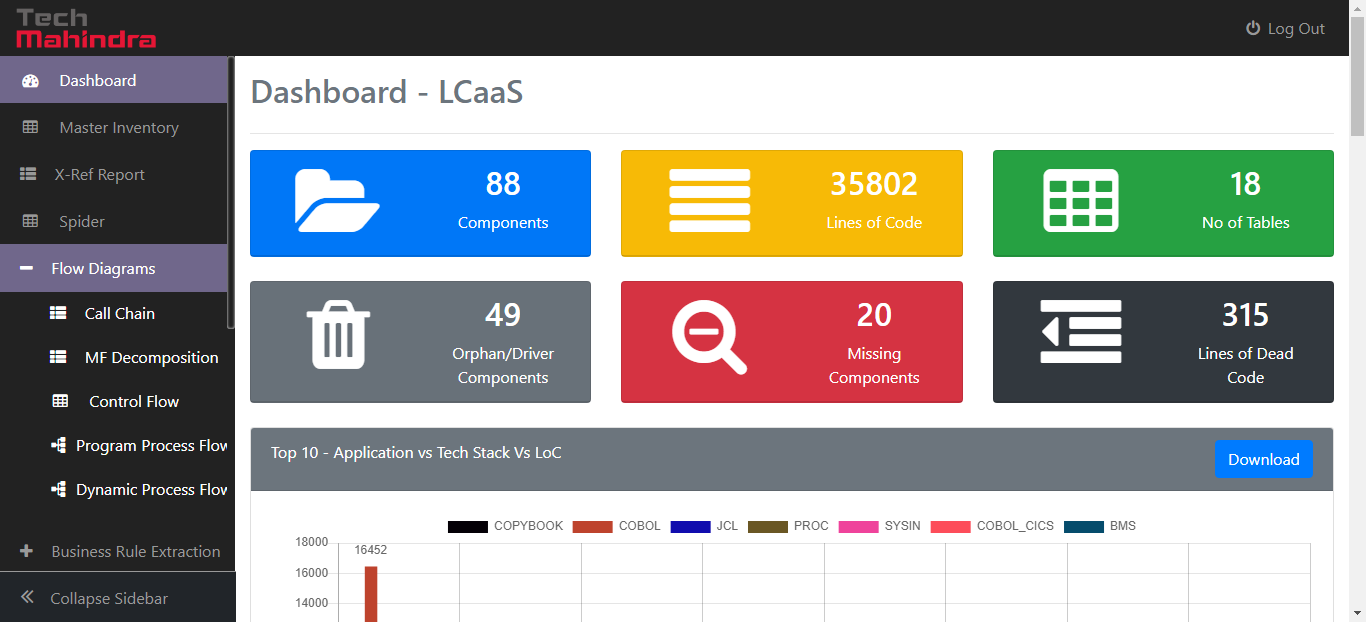 Tech
Mahindra
Log Out
Dashboard
Master Inventory
X-Ref Report
Spider
Flow Diagrams
Call Chain
MF Decomposition
Control Flow
Program Process Flow
Dynamic Process Flow
Business Rule Extraction
Collapse Sidebar
Dashboard - LCaaS
88
Components
35802
Lines of Code
18
No of Tables
49
Orphan/Driver
Components
20
Missing
Components
315
Lines of Dead
Code
Top 10 - Application vs Tech Stack Vs LoC
Download
COPYBOOK COBOL JCL PROC SYSIN COBOL_CICS BMS
18000
16452
16000
14000